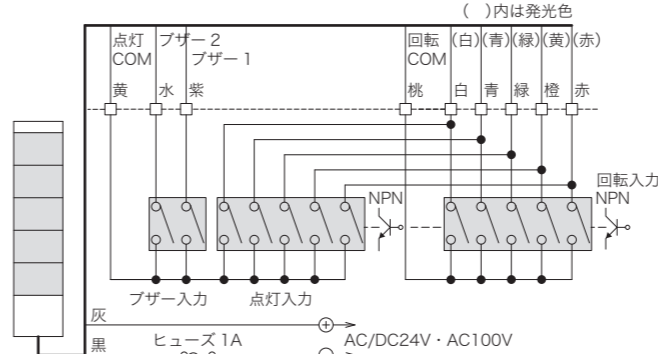 ( )内は発光色
点灯 ブザー 2 回転 (白)(青)(緑)(黄)(赤)
COM ブザー 1 COM
黄 水 紫 桃 白 青 緑 橙 赤
回転入力
NPN NPN
ブザー入力 点灯入力
灰
黒 ヒューズ 1A AC/DC24V・AC100V